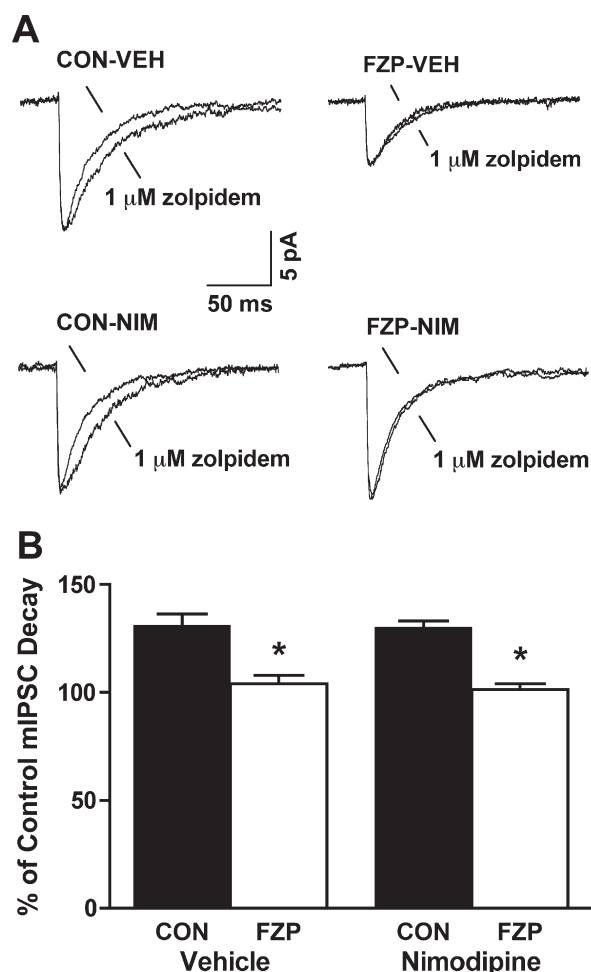 A
CON-VEH
FZP-VEH
1 μM zolpidem
1 μM zolpidem
5 pA
50 ms
CON-NIM
FZP-NIM
1 μM zolpidem
1 μM zolpidem
B
% of Control mIPSC Decay
150
100
50
0
*
*
CON FZP CON FZP
Vehicle Nimodipine